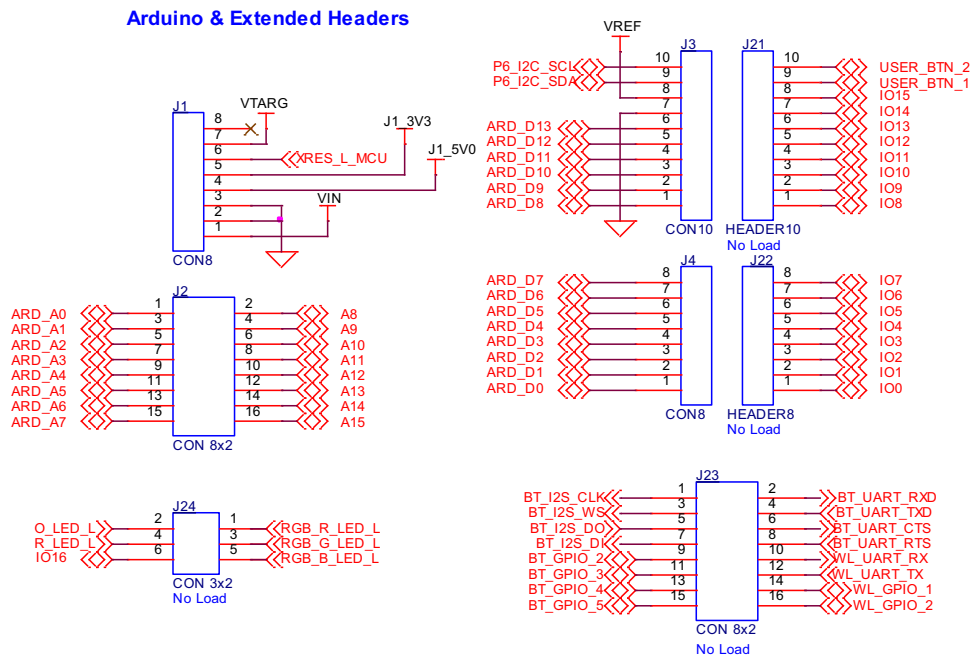 Arduino & Extended Headers
J1
8
7
6
5
4
3
2
1
CON8
VTARG
XRES_L_MCU
J1_3V3
J1_5V0
VIN
VREF
J3
P6_I2C_SCL 10
P6_I2C_SDA 9
8
7
ARD_D13 6
ARD_D12 5
ARD_D11 4
ARD_D10 3
ARD_D9 2
ARD_D8 1
CON10
J21
10 USER_BTN_2
9 USER_BTN_1
8 IO15
7 IO14
6 IO13
5 IO12
4 IO11
3 IO10
2 IO9
1 IO8
HEADER10
No Load
J2
ARD_A0 1 2 A8
ARD_A1 3 4 A9
ARD_A2 5 6 A10
ARD_A3 7 8 A11
ARD_A4 9 10 A12
ARD_A5 11 12 A13
ARD_A6 13 14 A14
ARD_A7 15 16 A15
CON 8x2
J4
ARD_D7 8
ARD_D6 7
ARD_D5 6
ARD_D4 5
ARD_D3 4
ARD_D2 3
ARD_D1 2
ARD_D0 1
CON8
J22
8 IO7
7 IO6
6 IO5
5 IO4
4 IO3
3 IO2
2 IO1
1 IO0
HEADER8
No Load
J24
O_LED_L 2 1 RGB_R_LED_L
R_LED_L 4 3 RGB_G_LED_L
IO16 6 5 RGB_B_LED_L
CON 3x2
No Load
J23
BT_I2S_CLK 1 2 BT_UART_RXD
BT_I2S_WS 3 4 BT_UART_TXD
BT_I2S_DO 5 6 BT_UART_CTS
BT_I2S_DI 7 8 BT_UART_RTS
BT_GPIO_2 9 10 WL_UART_RX
BT_GPIO_3 11 12 WL_UART_TX
BT_GPIO_4 13 14 WL_GPIO_1
BT_GPIO_5 15 16 WL_GPIO_2
CON 8x2
No Load